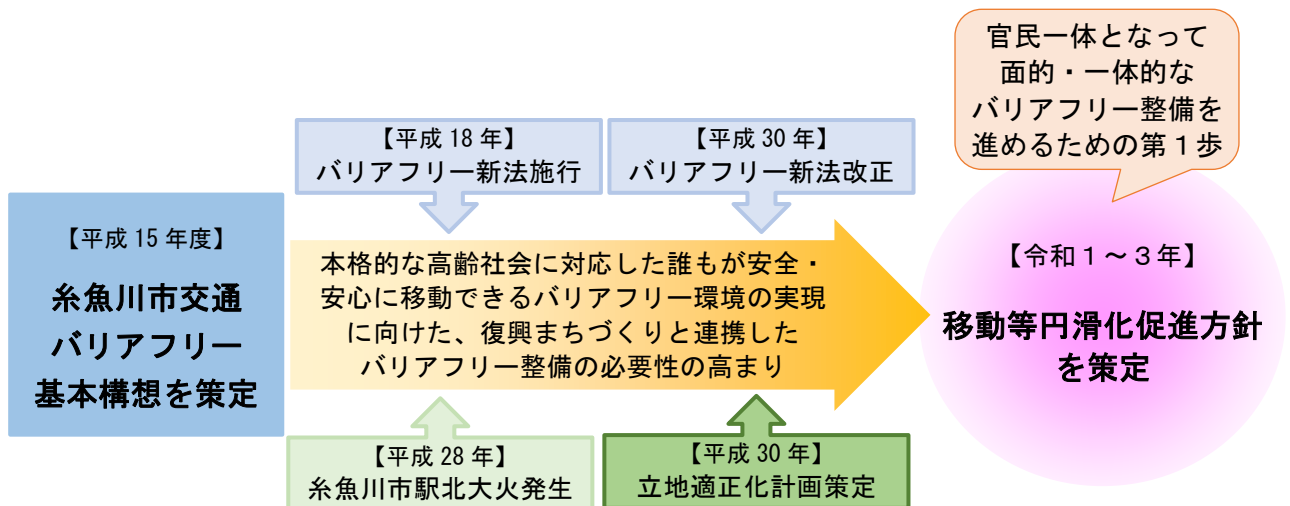 【平成 15 年度】
糸魚川市交通
バリアフリー
基本構想を策定
【平成 18 年】
バリアフリー新法施行
【平成 30 年】
バリアフリー新法改正
本格的な高齢社会に対応した誰もが安全・
安心に移動できるバリアフリー環境の実現
に向けた、復興まちづくりと連携した
バリアフリー整備の必要性の高まり
【平成 28 年】
糸魚川市駅北大火発生
【平成 30 年】
立地適正化計画策定
官民一体となって
面的・一体的な
バリアフリー整備を
進めるための第１歩
【令和１～３年】
移動等円滑化促進方針
を策定